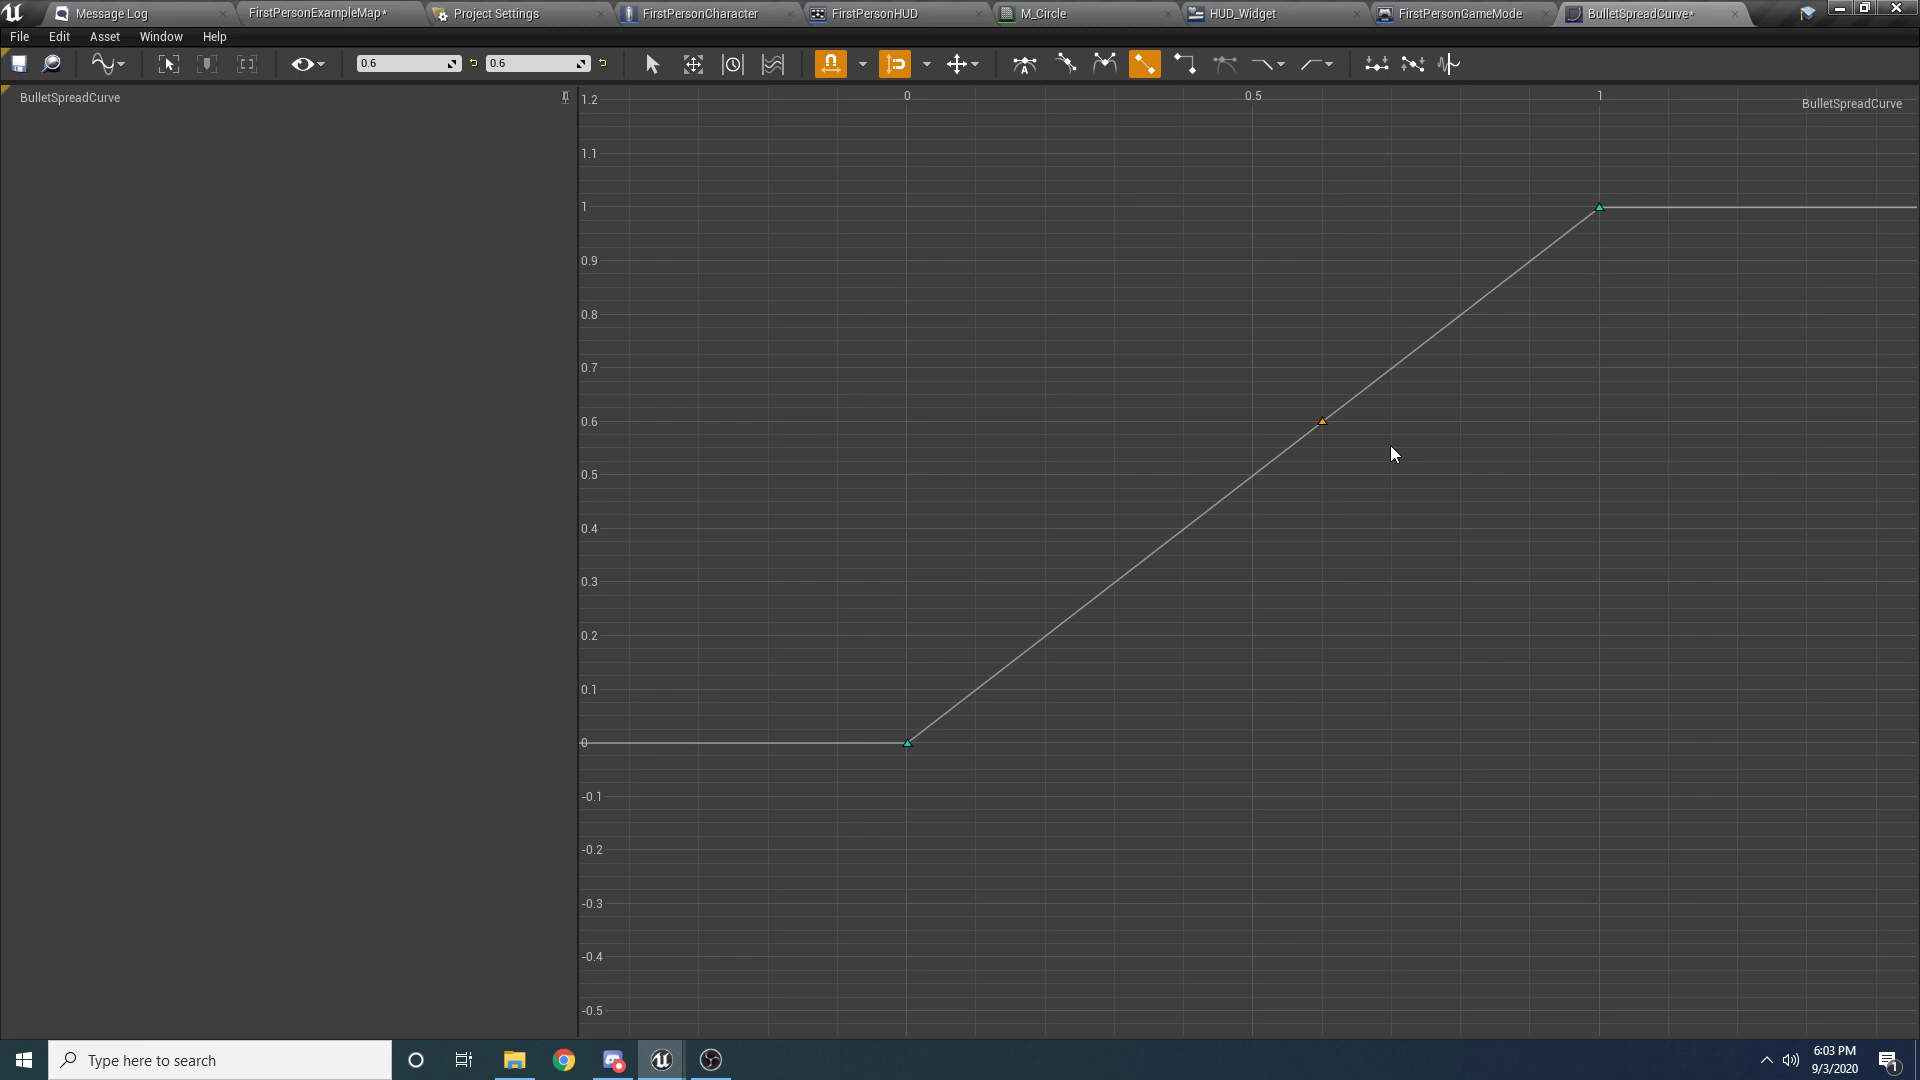 Message Log
FirstPersonExampleMap*
Project Settings
FirstPersonCharacter
FirstPersonHUD
M_Circle
HUD_Widget
FirstPersonGameMode
BulletSpreadCurve*
File Edit Asset Window Help
0.6 0.6
BulletSpreadCurve
0 0.5 1
BulletSpreadCurve
1.2
1.1
1
0.9
0.8
0.7
0.6
0.5
0.4
0.3
0.2
0.1
0
-0.1
-0.2
-0.3
-0.4
-0.5
Type here to search
6:03 PM
9/3/2020
1